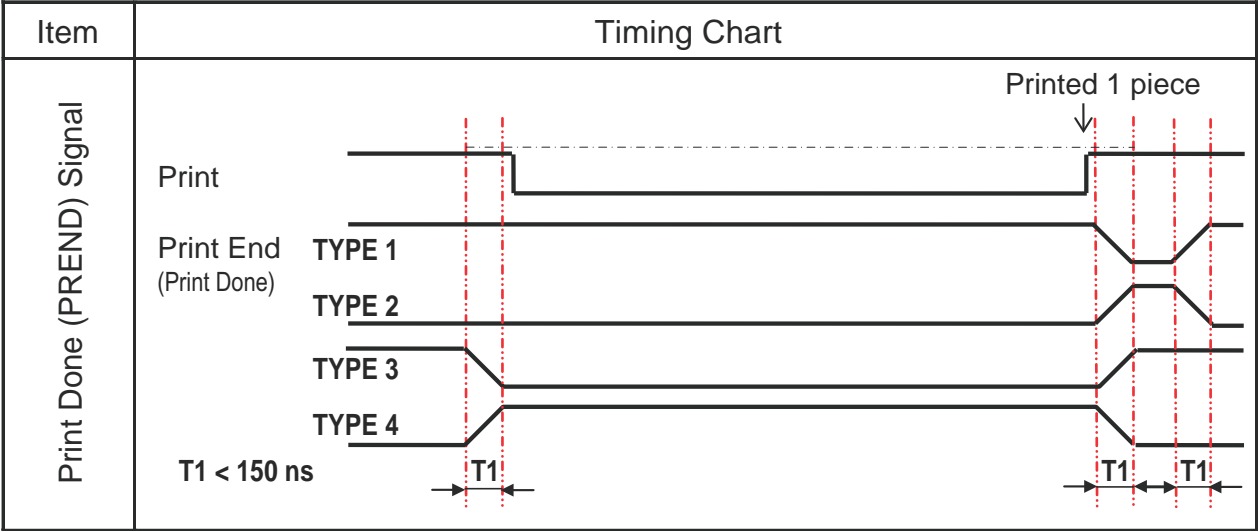 Item
Timing Chart
Print Done (PREND) Signal
Printed 1 piece
Print
Print End
(Print Done)
TYPE 1
TYPE 2
TYPE 3
TYPE 4
T1 < 150 ns
T1
T1
T1